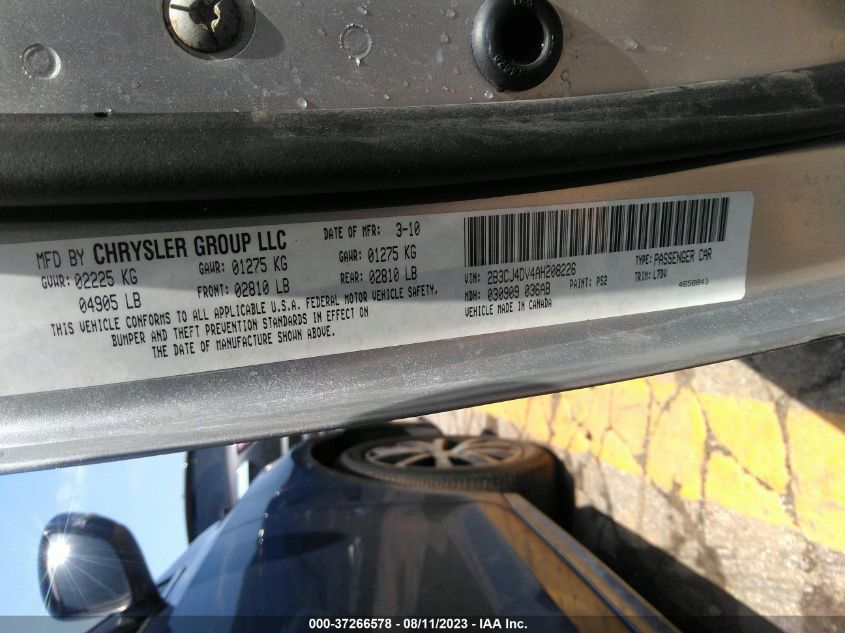 MFD BY CHRYSLER GROUP LLC DATE OF MFR: 3-10
GVWR: 02225 KG GAWR: 01275 KG GAWR: 01275 KG
04905 LB FRONT: 02810 LB REAR: 02810 LB
THIS VEHICLE CONFORMS TO ALL APPLICABLE U.S.A. FEDERAL MOTOR VEHICLE SAFETY,
BUMPER AND THEFT PREVENTION STANDARDS IN EFFECT ON
THE DATE OF MANUFACTURE SHOWN ABOVE.
VIN: 2B3CJ4DV4AH208226 TYPE: PASSENGER CAR
MDH: 030909 036AB PAINT: PS2 TRIM: L7DV
VEHICLE MADE IN CANADA 4658843
000-37266578 - 08/11/2023 - IAA Inc.